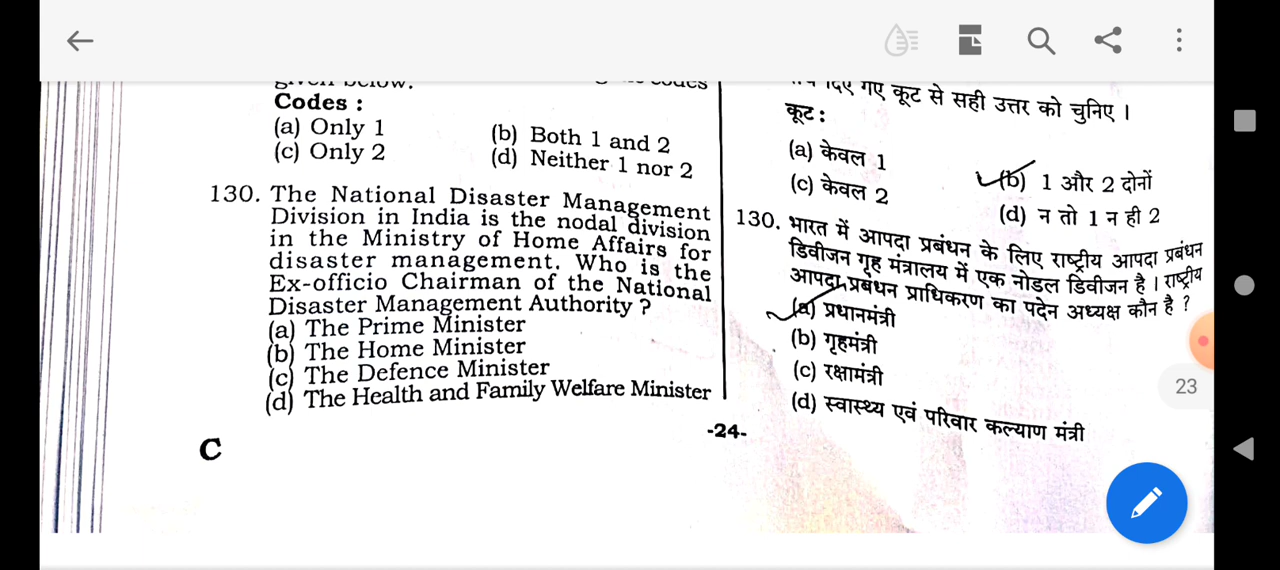 given below.
codes
Codes :
(a) Only 1
(b) Both 1 and 2
(c) Only 2
(d) Neither 1 nor 2
130. The National Disaster Management
Division in India is the nodal division
in the Ministry of Home Affairs for
disaster management. Who is the
Ex-officio Chairman of the National
Disaster Management Authority ?
(a) The Prime Minister
(b) The Home Minister
(c) The Defence Minister
(d) The Health and Family Welfare Minister
C
दिए गए कूट से सही उत्तर को चुनिए ।
कूट :
(a) केवल 1
(b) 1 और 2 दोनों
(c) केवल 2
(d) न तो 1 न ही 2
130. भारत में आपदा प्रबंधन के लिए राष्ट्रीय आपदा प्रबंधन
डिवीजन गृह मंत्रालय में एक नोडल डिवीजन है । राष्ट्रीय
आपदा प्रबंधन प्राधिकरण का पदेन अध्यक्ष कौन है ?
(a) प्रधानमंत्री
(b) गृहमंत्री
(c) रक्षामंत्री
(d) स्वास्थ्य एवं परिवार कल्याण मंत्री
-24-
23